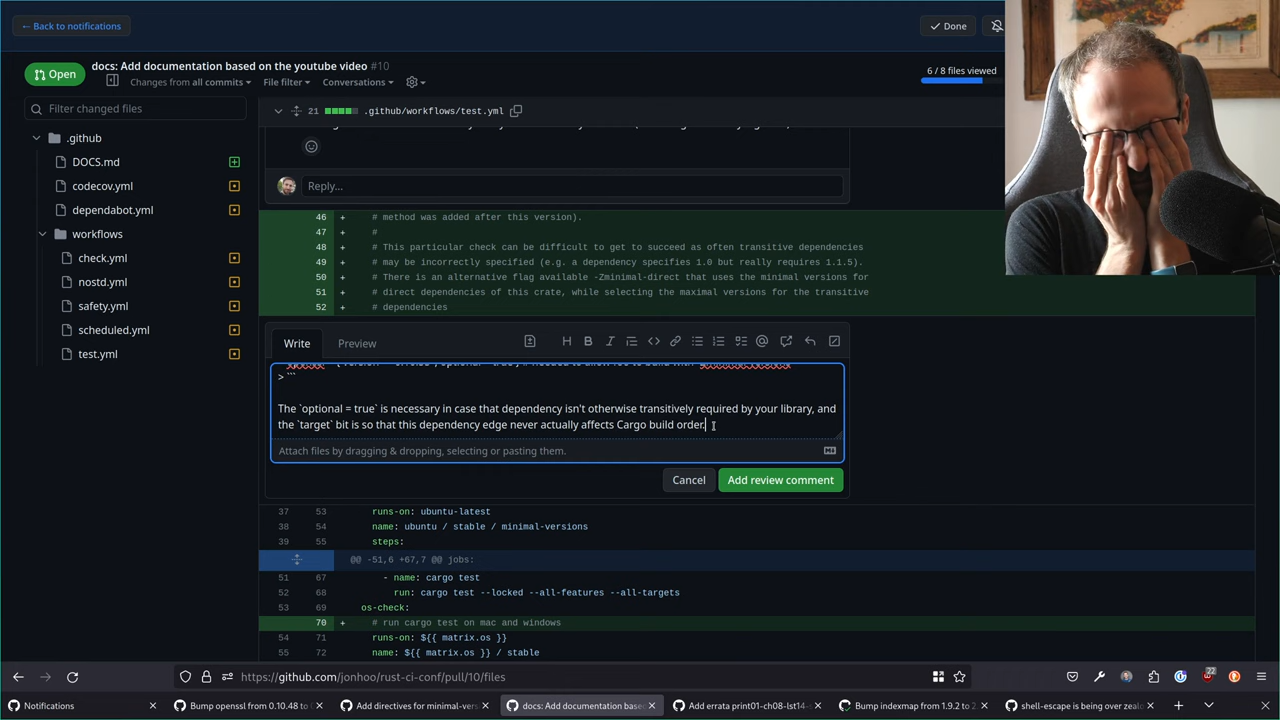 ← Back to notifications
Done
Open
docs: Add documentation based on the youtube video #10
Changes from all commits
File filter
Conversations
6 / 8 files viewed
Filter changed files
21 .github/workflows/test.yml
.github
DOCS.md
codecov.yml
dependabot.yml
workflows
check.yml
nostd.yml
safety.yml
scheduled.yml
test.yml
Reply...
46 + # method was added after this version).
47 + #
48 + # This particular check can be difficult to get to succeed as often transitive dependencies
49 + # may be incorrectly specified (e.g. a dependency specifies 1.0 but really requires 1.1.5).
50 + # There is an alternative flag available -Zminimal-direct that uses the minimal versions for
51 + # direct dependencies of this crate, while selecting the maximal versions for the transitive
52 + # dependencies
Write
Preview
> ```
The `optional = true` is necessary in case that dependency isn't otherwise transitively required by your library, and
the `target` bit is so that this dependency edge never actually affects Cargo build order.
Attach files by dragging & dropping, selecting or pasting them.
Cancel
Add review comment
37 53 runs-on: ubuntu-latest
38 54 name: ubuntu / stable / minimal-versions
39 55 steps:
@@ -51,6 +67,7 @@ jobs:
51 67 - name: cargo test
52 68 run: cargo test --locked --all-features --all-targets
53 69 os-check:
70 + # run cargo test on mac and windows
54 71 runs-on: ${{ matrix.os }}
55 72 name: ${{ matrix.os }} / stable
https://github.com/jonhoo/rust-ci-conf/pull/10/files
22
Notifications
Bump openssl from 0.10.48 to
Add directives for minimal-vers
docs: Add documentation base
Add errata print01-ch08-lst14-
Bump indexmap from 1.9.2 to
shell-escape is being over zeal